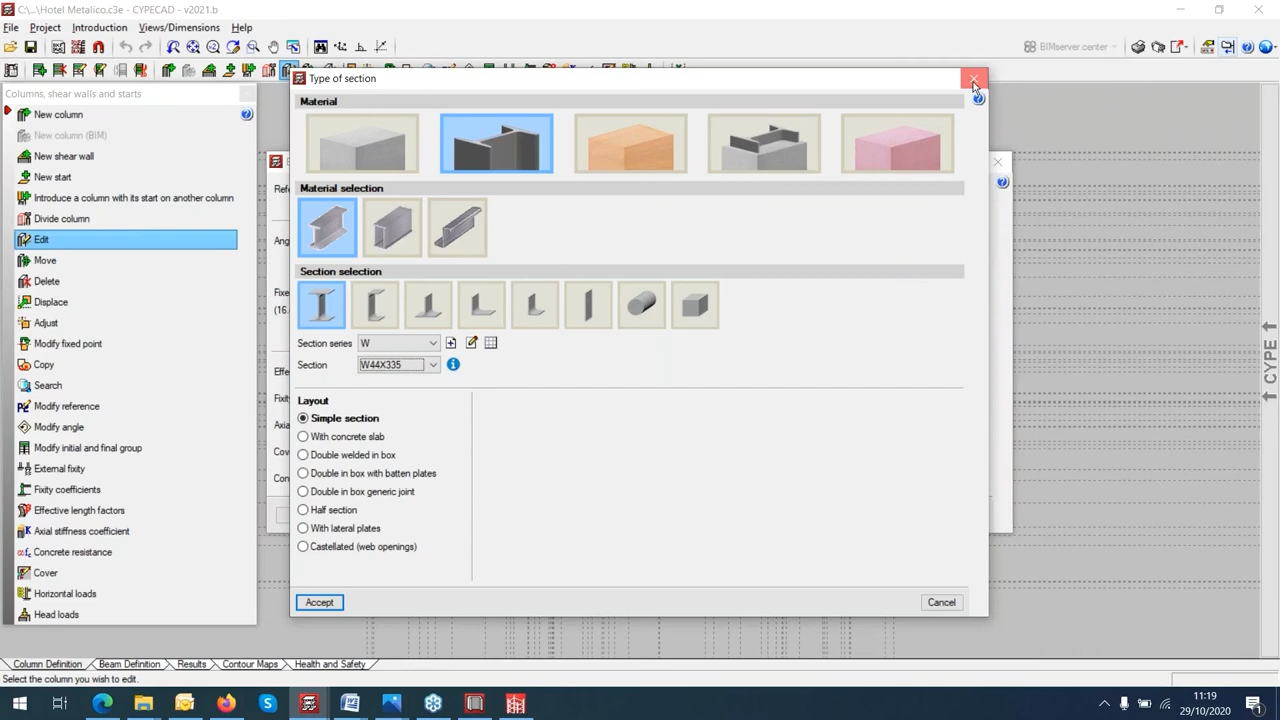 C:\...\Hotel Metalico.c3e - CYPECAD - v2021.b
File Project Introduction Views/Dimensions Help
BIMserver.center
Columns, shear walls and starts
New column
New column (BIM)
New shear wall
New start
Introduce a column with its start on another column
Divide column
Edit
Move
Delete
Displace
Adjust
Modify fixed point
Copy
Search
Modify reference
Modify angle
Modify initial and final group
External fixity
Fixity coefficients
Effective length factors
Axial stiffness coefficient
Concrete resistance
Cover
Horizontal loads
Head loads
Type of section
Material
Material selection
Section selection
Section series W
Section W44X335
Layout
Simple section
With concrete slab
Double welded in box
Double in box with batten plates
Double in box generic joint
Half section
With lateral plates
Castellated (web openings)
Accept Cancel
CYPE
Column Definition Beam Definition Results Contour Maps Health and Safety
Select the column you wish to edit.
11:19
29/10/2020